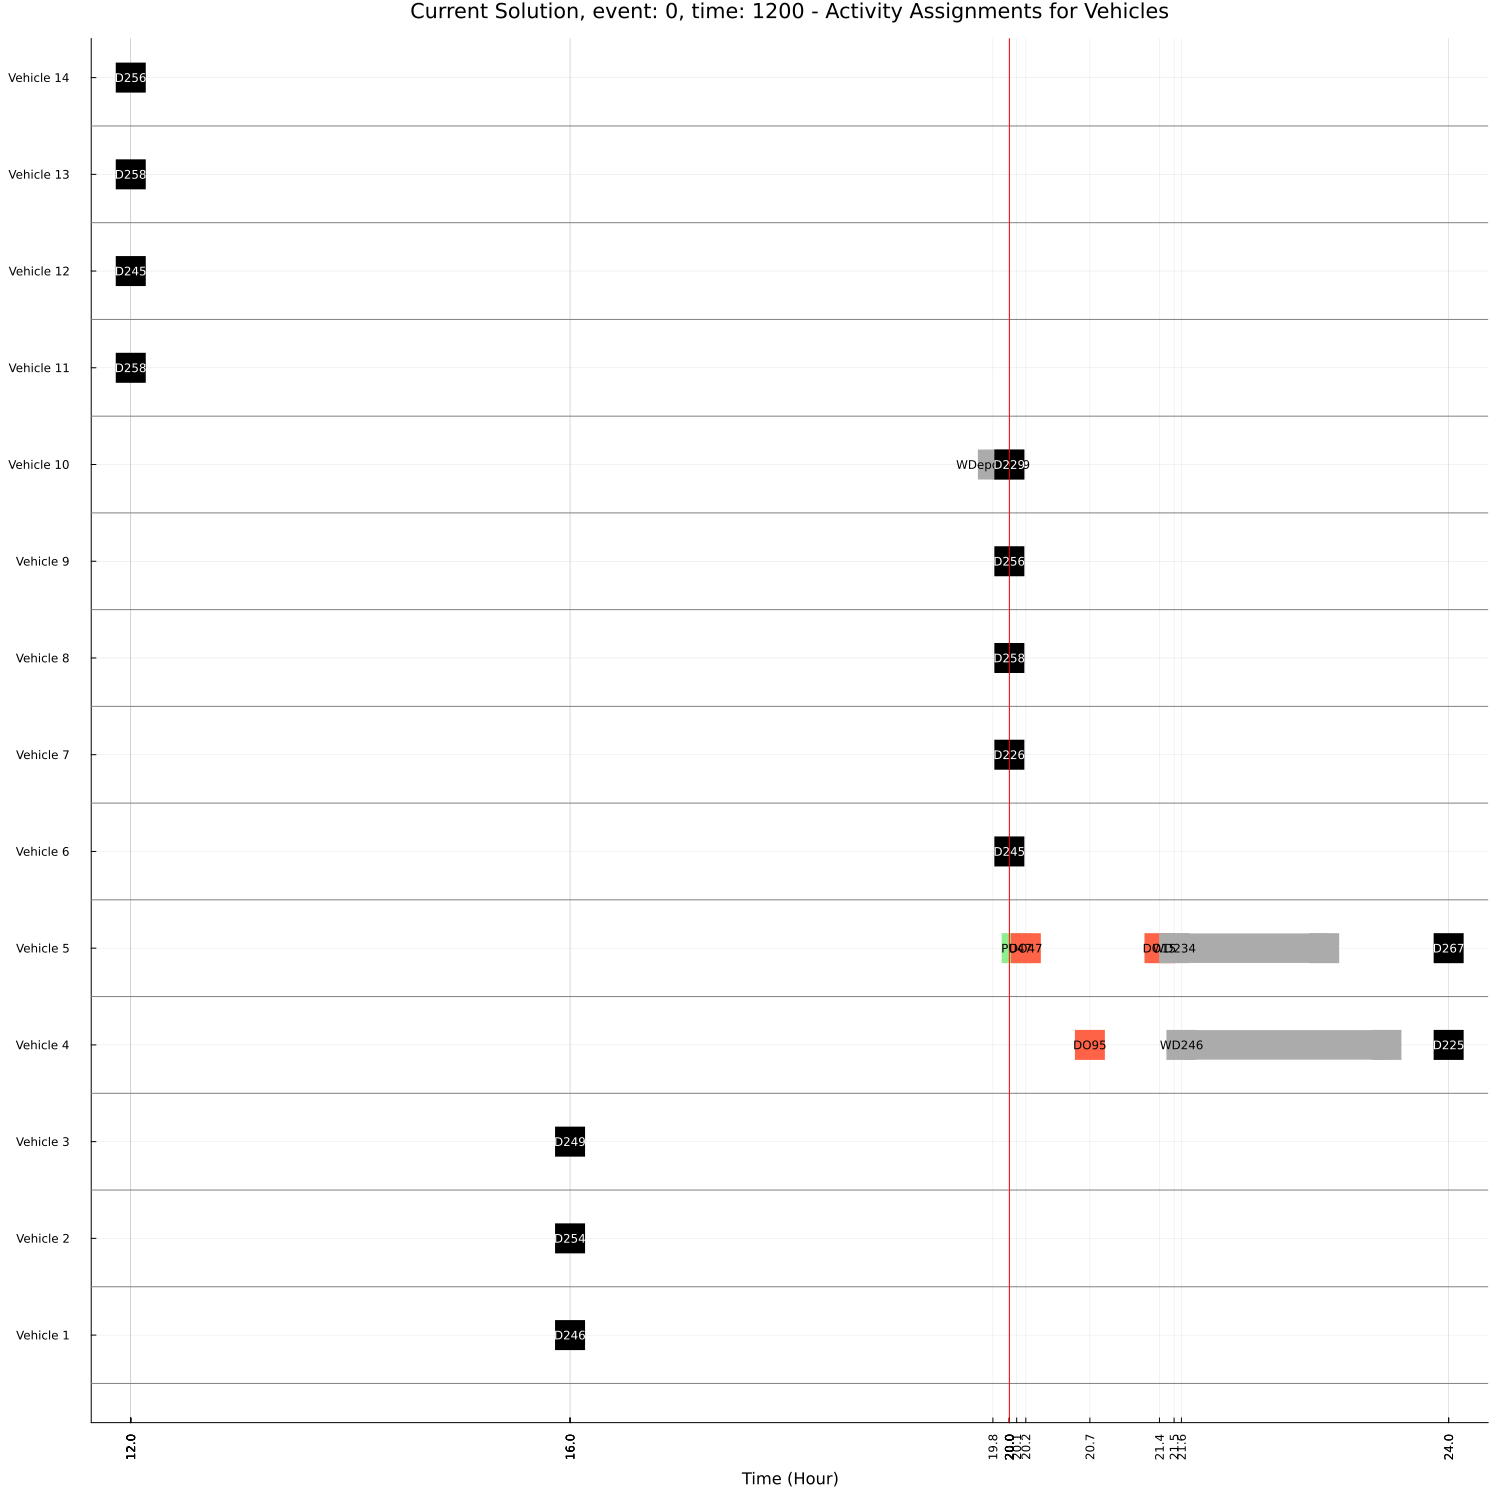 Current Solution, event: 0, time: 1200 - Activity Assignments for Vehicles
Vehicle 14 D256
Vehicle 13 D258
Vehicle 12 D245
Vehicle 11 D258
Vehicle 10 D229
Vehicle 9 D256
Vehicle 8 D258
Vehicle 7 D226
Vehicle 6 D245
Vehicle 5 DO47 WD234 D267
Vehicle 4 DO95 WD246 D225
Vehicle 3 D249
Vehicle 2 D254
Vehicle 1 D246
12.0 16.0 19.8 20.0 20.1 20.2 20.7 21.4 21.5 21.6 24.0
Time (Hour)